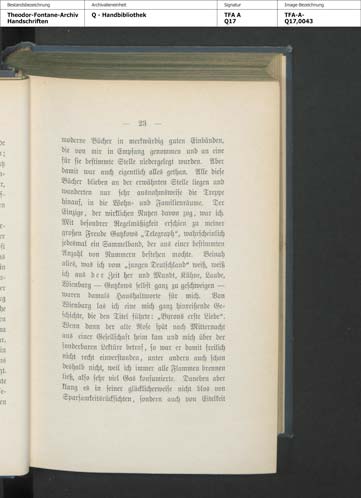 Bestandsbezeichnung
Archivalieneinheit
Signatur
Image Bezeichnung
Theodor-Fontane-Archiv
Handschriften
Q - Handbibliothek
TFA A
Q17
TFA-A-
Q17,0043
— 23 —
moderne Bücher in merkwürdig guten Einbänden,
die von mir in Empfang genommen und an eine
für sie bestimmte Stelle niedergelegt wurden. Aber
damit war auch eigentlich alles gethan. Alle diese
Bücher blieben an der erwähnten Stelle liegen und
wanderten nur sehr ausnahmsweise die Treppe
hinauf, in die Wohn- und Familienräume. Der
Einzige, der wirklichen Nutzen davon zog, war ich.
Mit besondrer Regelmäßigkeit erschien zu meiner
großen Freude Gutzkows „Telegraph“, wahrscheinlich
jedesmal ein Sammelband, der aus einer bestimmten
Anzahl von Nummern bestehen mochte. Beinah
alles, was ich vom „jungen Deutschland“ weiß, weiß
ich aus der Zeit her und Mundt, Kühne, Laube,
Wienbarg — Gutzkows selbst ganz zu geschweigen —
waren damals Haushaltworte für mich. Von
Wienbarg las ich eine mich ganz hinreißende Ge-
schichte, die den Titel führte: „Byrons erste Liebe“.
Wenn dann der alte Rose spät nach Mitternacht
aus einer Gesellschaft heim kam und mich über der
sonderbaren Lektüre betraf, so war er damit freilich
nicht recht einverstanden, unter andern auch schon
deshalb nicht, weil ich immer alle Flammen brennen
ließ, also sehr viel Gas konsumierte. Daneben aber
klang es in seiner glücklicherweise nicht blos von
Sparsamkeitsrücksichten, sondern auch von Eitelkeit